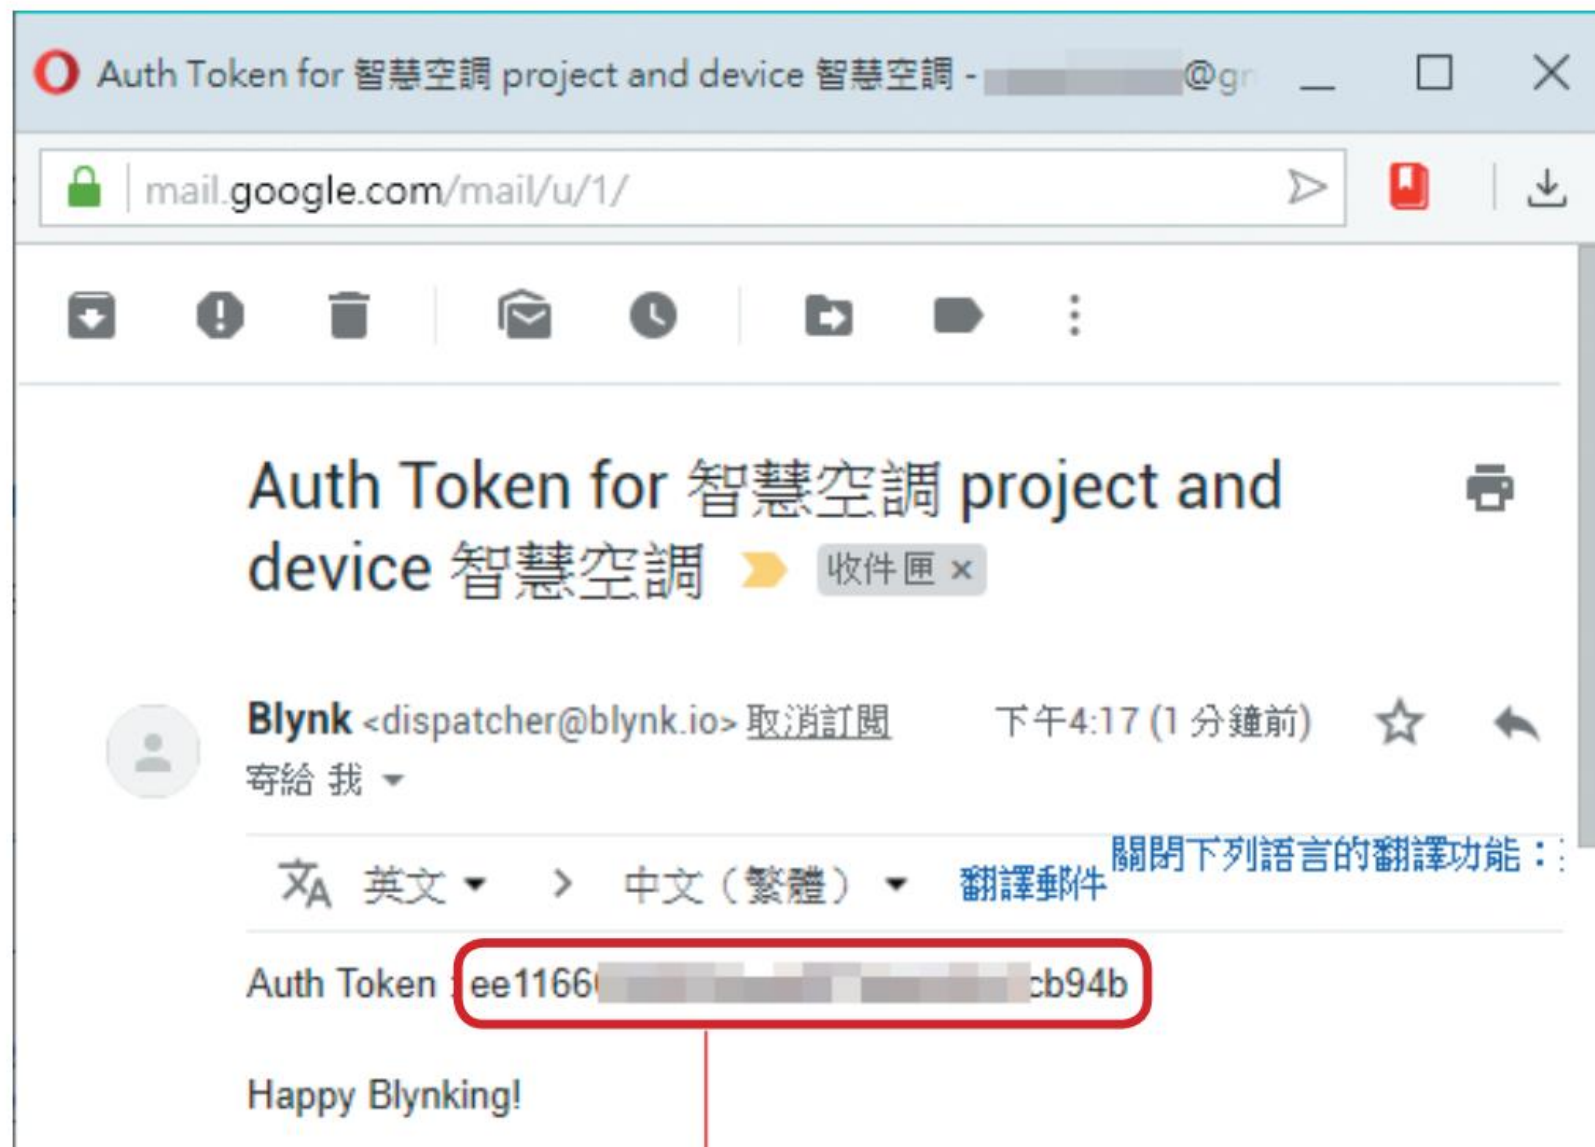 Auth Token for 智慧空調 project and device 智慧空調 - @g
mail.google.com/mail/u/1/
Auth Token for 智慧空調 project and
device 智慧空調 收件匣 ×
Blynk <dispatcher@blynk.io> 取消訂閱 下午4:17 (1 分鐘前)
寄給 我
關閉下列語言的翻譯功能：
英文 > 中文（繁體） 翻譯郵件
Auth Token : ee1166 cb94b
Happy Blynking!